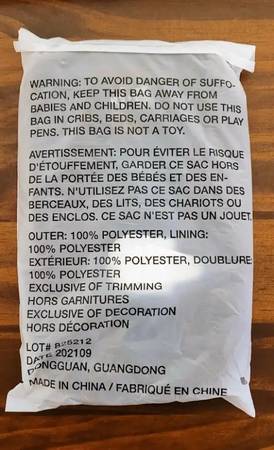 WARNING: TO AVOID DANGER OF SUFFO-
CATION, KEEP THIS BAG AWAY FROM
BABIES AND CHILDREN. DO NOT USE THIS
BAG IN CRIBS, BEDS, CARRIAGES OR PLAY
PENS. THIS BAG IS NOT A TOY.
AVERTISSEMENT: POUR ÉVITER LE RISQUE
D'ÉTOUFFEMENT, GARDER CE SAC HORS
DE LA PORTÉE DES BÉBÉS ET DES EN-
FANTS. N'UTILISEZ PAS CE SAC DANS DES
BERCEAUX, DES LITS, DES CHARIOTS OU
DES ENCLOS. CE SAC N'EST PAS UN JOUET.
OUTER: 100% POLYESTER, LINING:
100% POLYESTER
EXTÉRIEUR: 100% POLYESTER, DOUBLURE:
100% POLYESTER
EXCLUSIVE OF TRIMMING
HORS GARNITURES
EXCLUSIVE OF DECORATION
HORS DÉCORATION
LOT# 825212
DATE 202109
DONGGUAN, GUANGDONG
MADE IN CHINA / FABRIQUÉ EN CHINE